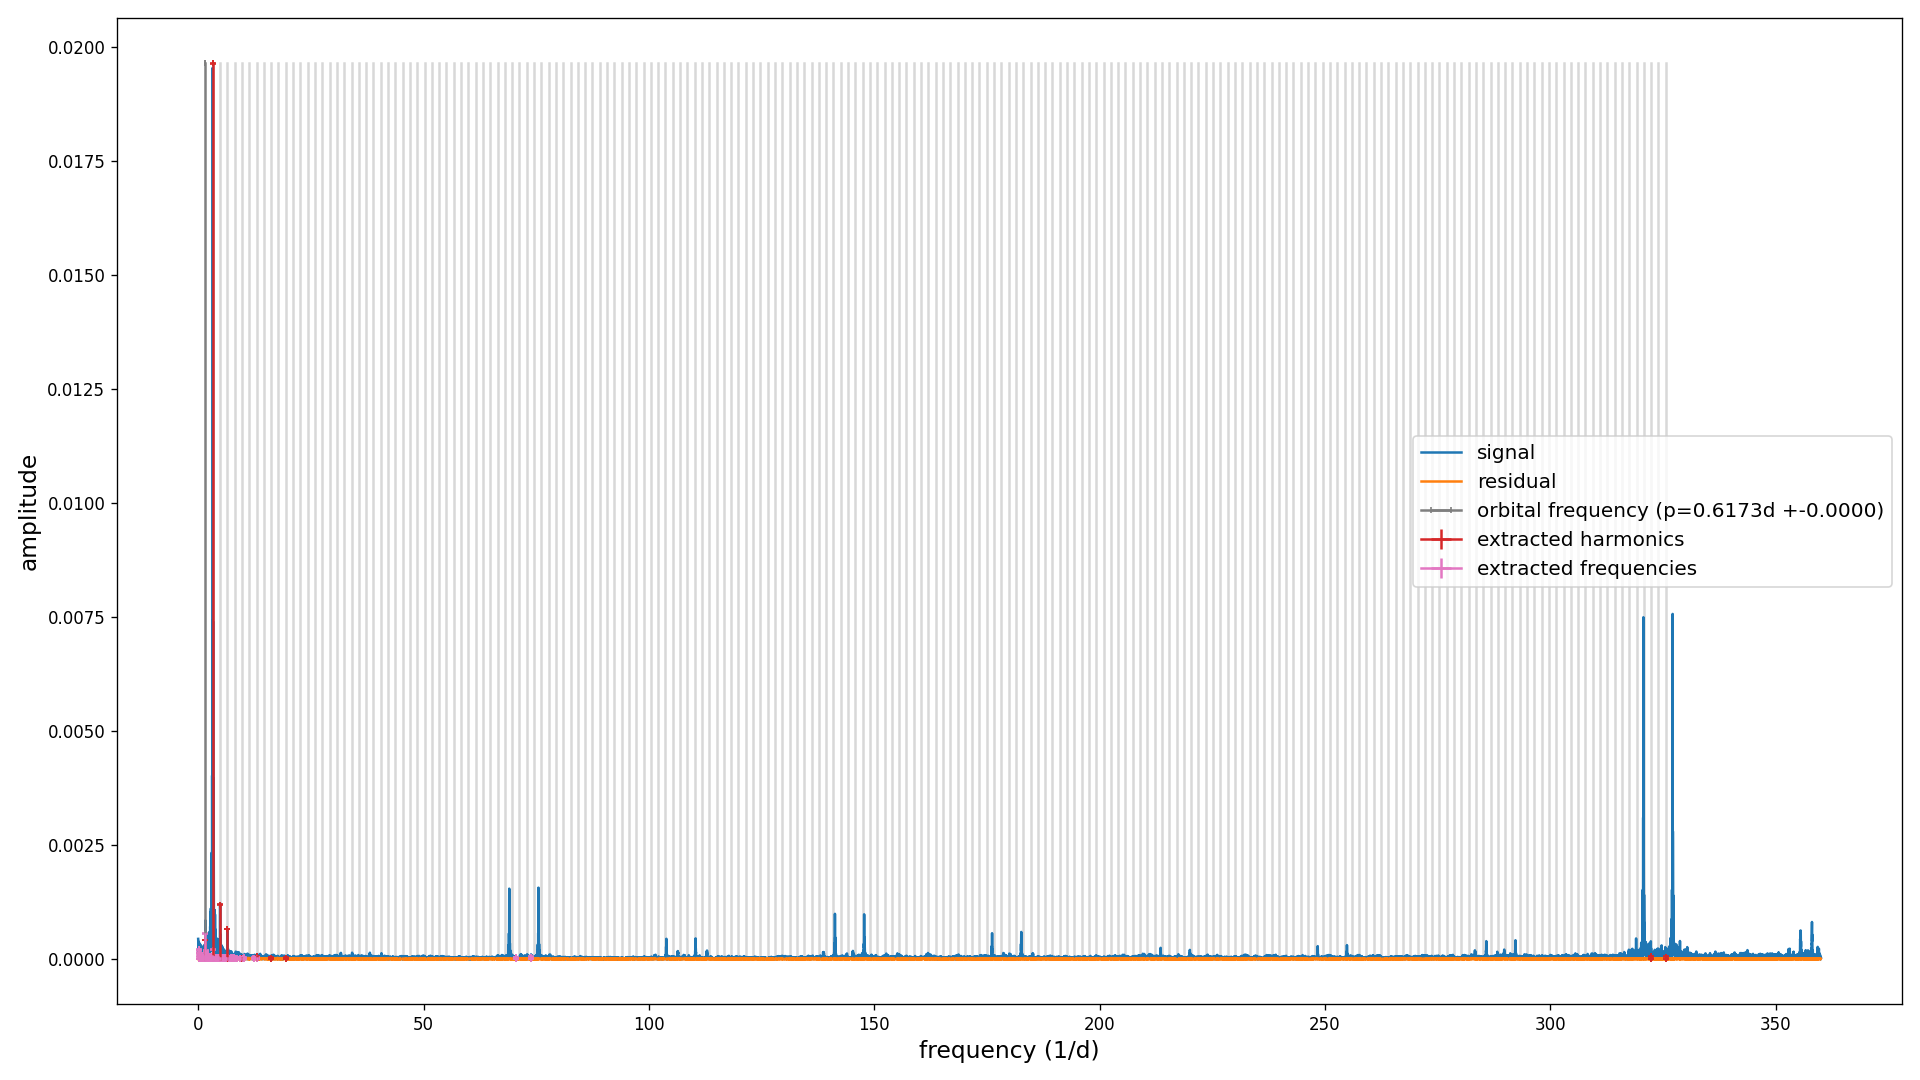 0.0200
0.0175
0.0150
0.0125
0.0100
0.0075
0.0050
0.0025
0.0000
amplitude
signal
residual
orbital frequency (p=0.6173d +-0.0000)
extracted harmonics
extracted frequencies
0 50 100 150 200 250 300 350
frequency (1/d)